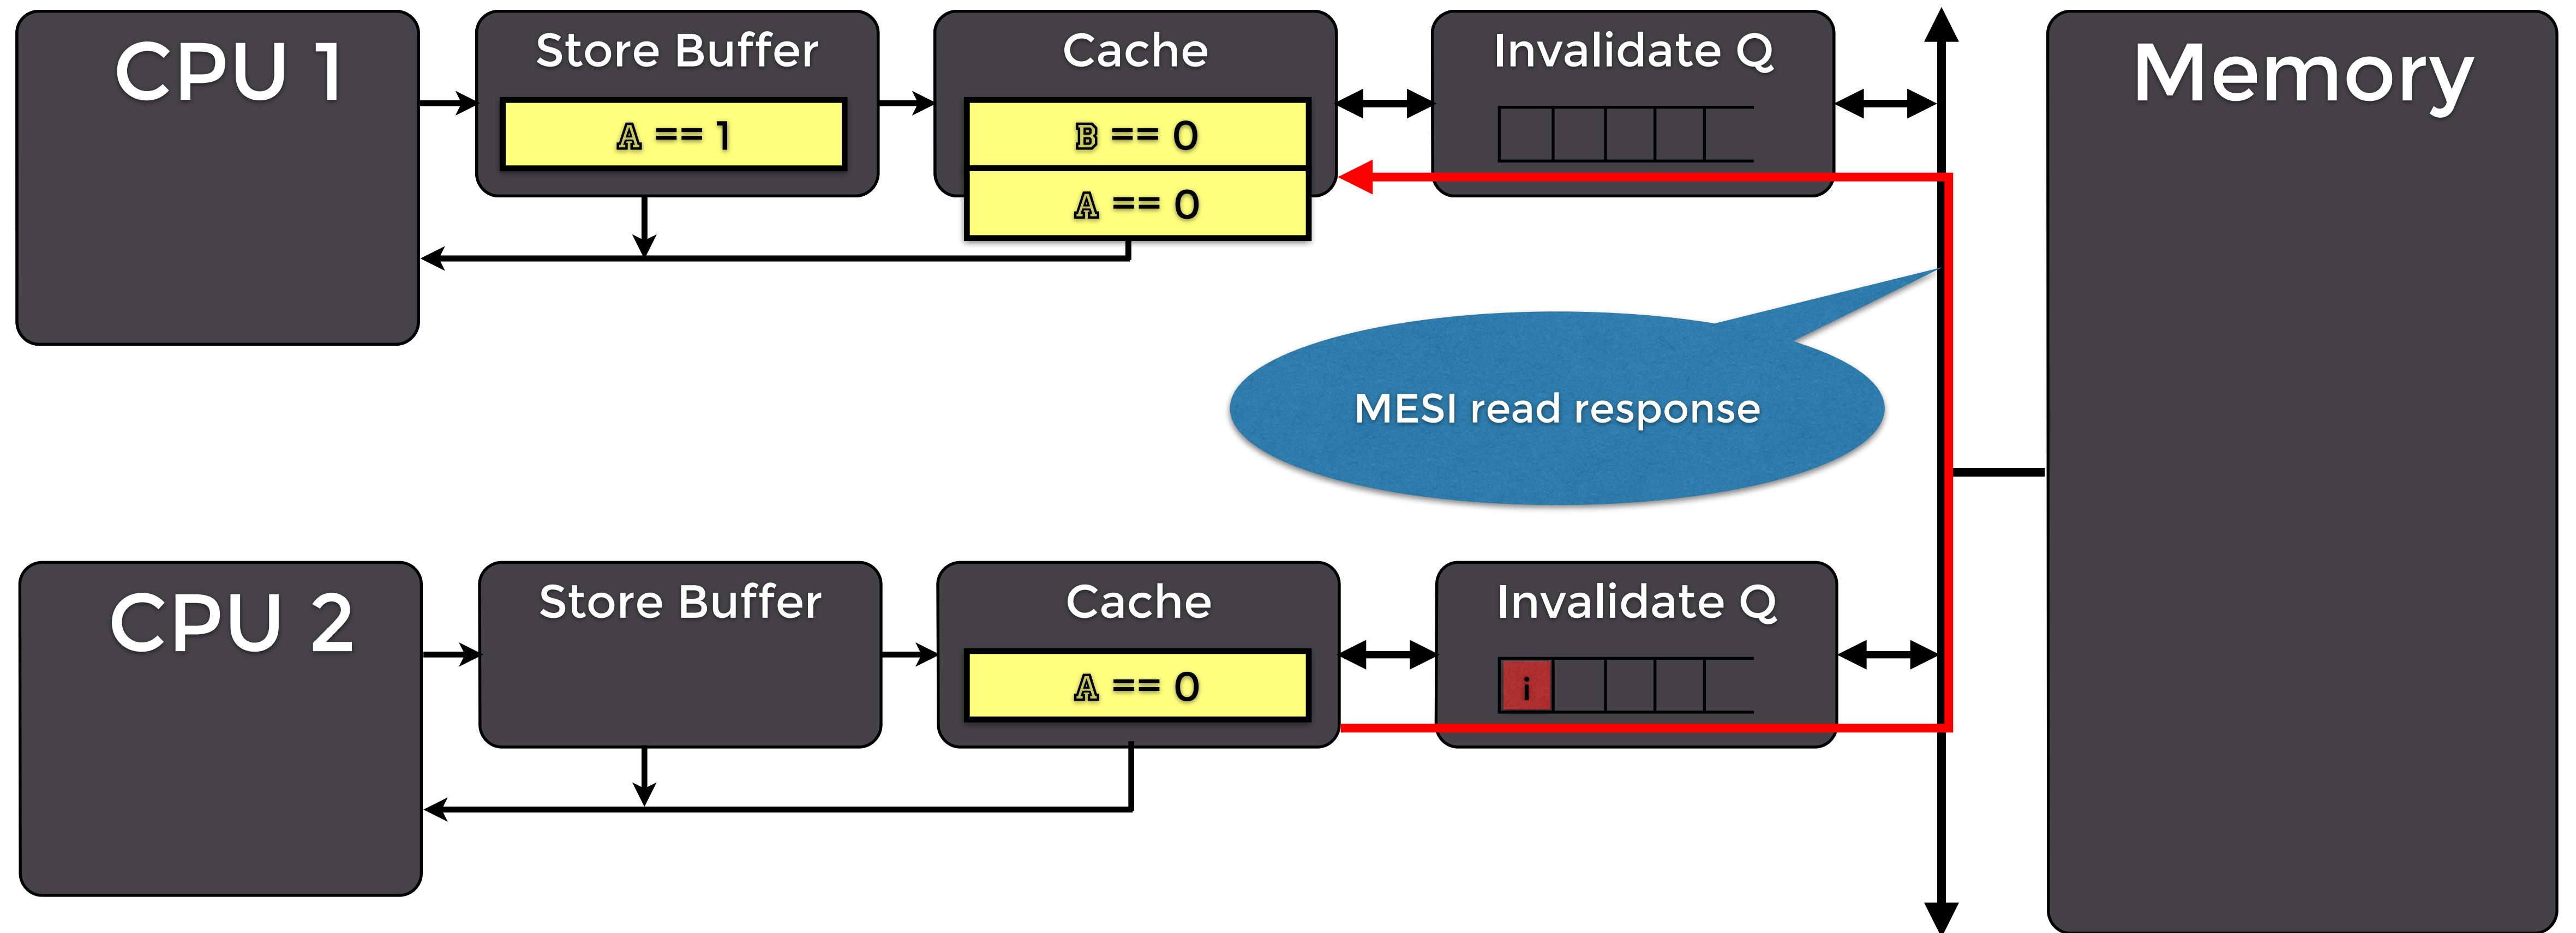 CPU 1
Store Buffer
A == 1
Cache
B == 0
A == 0
Invalidate Q
Memory
MESI read response
CPU 2
Store Buffer
Cache
A == 0
Invalidate Q
i